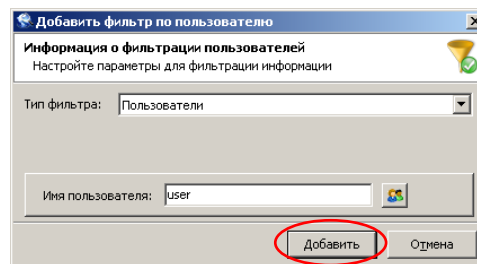 Добавить фильтр по пользователю
Информация о фильтрации пользователей
Настройте параметры для фильтрации информации
Тип фильтра: Пользователи
Имя пользователя: user
Добавить Отмена